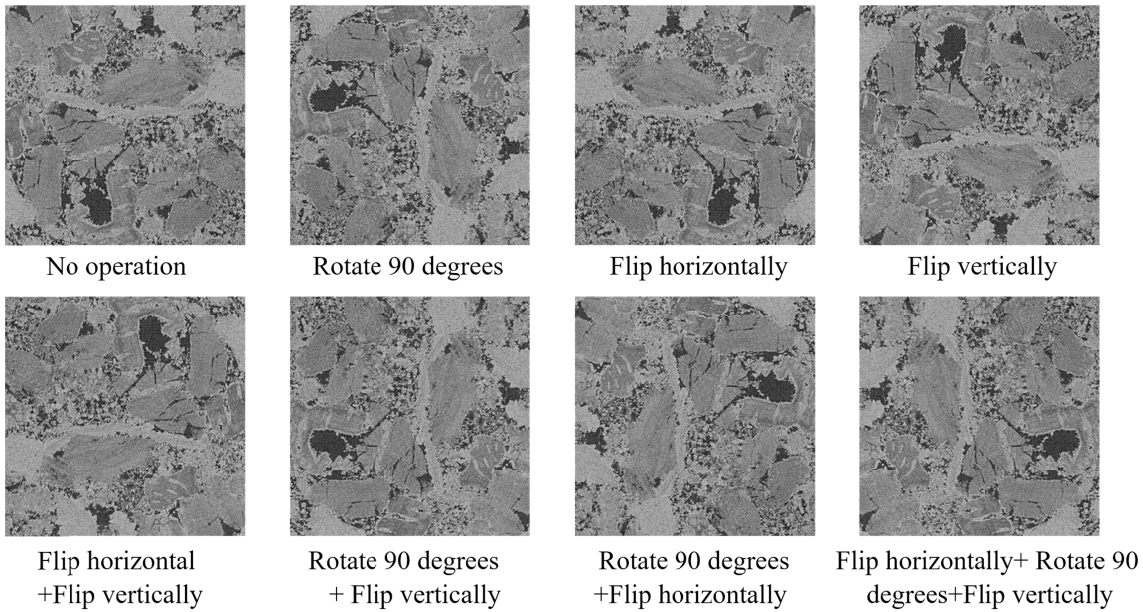 No operation
Rotate 90 degrees
Flip horizontally
Flip vertically
Flip horizontal
+Flip vertically
Rotate 90 degrees
+ Flip vertically
Rotate 90 degrees
+Flip horizontally
Flip horizontally+ Rotate 90
degrees+Flip vertically